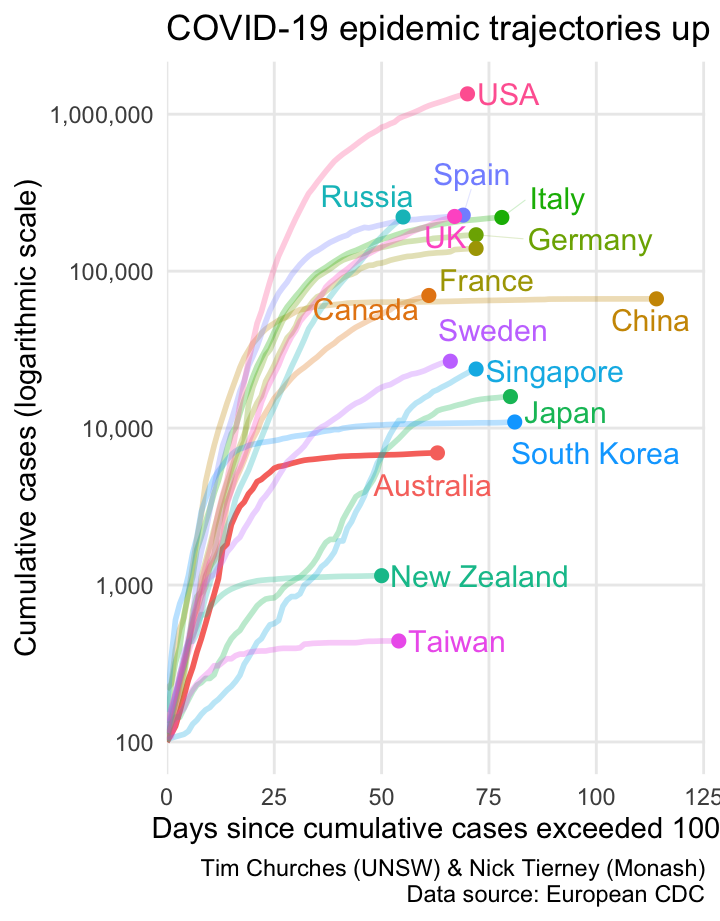 COVID-19 epidemic trajectories up
Cumulative cases (logarithmic scale)
1,000,000
100,000
10,000
1,000
100
USA
Spain
Russia
Italy
UK
Germany
France
Canada
China
Sweden
Singapore
Japan
South Korea
Australia
New Zealand
Taiwan
0 25 50 75 100 125
Days since cumulative cases exceeded 100
Tim Churches (UNSW) & Nick Tierney (Monash)
Data source: European CDC